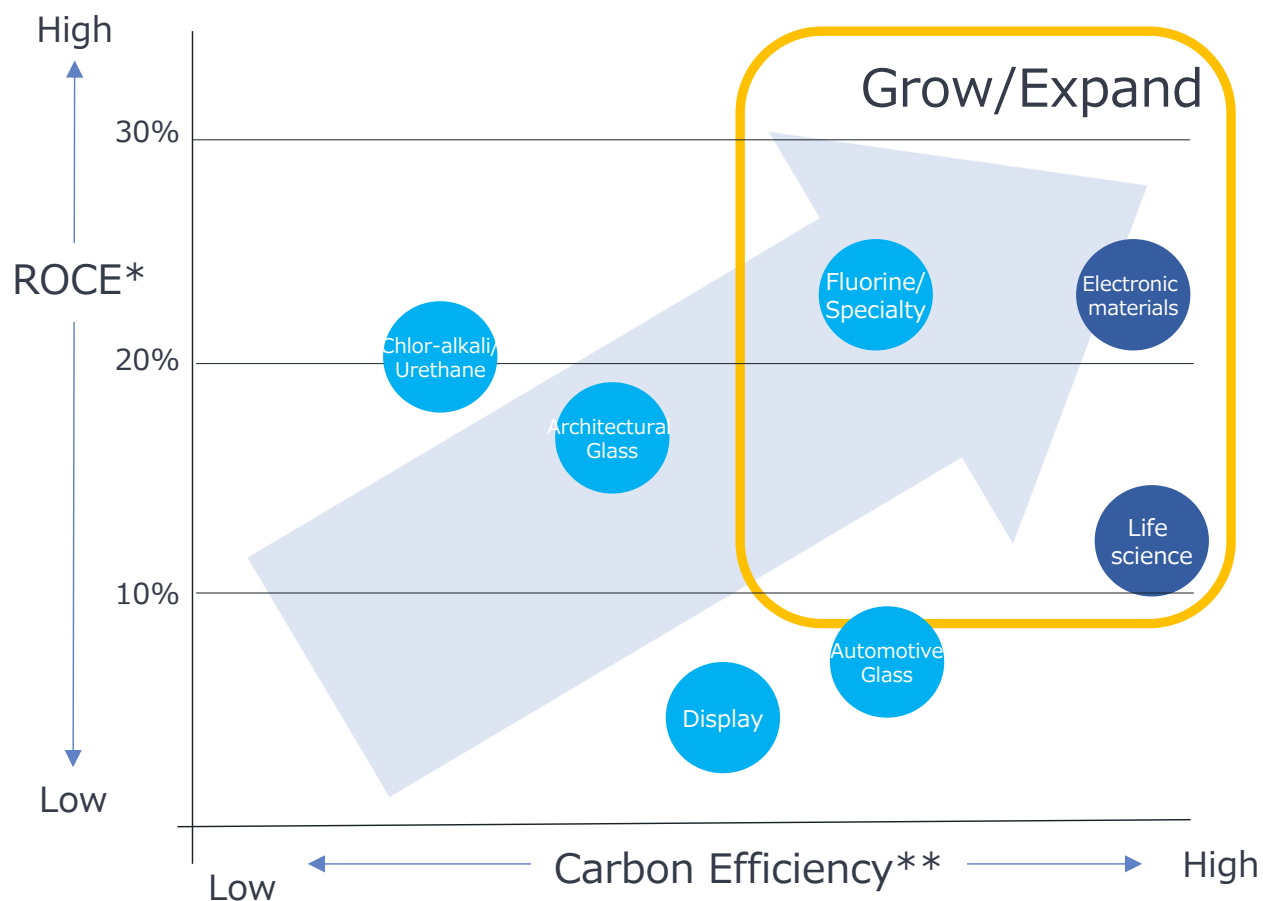 High
Grow/Expand
30%
ROCE*
Fluorine/
Specialty
Electronic
materials
Chlor-alkali/
Urethane
20%
Architectural
Glass
Life
science
10%
Automotive
Glass
Display
Low
Carbon Efficiency**
High
Low